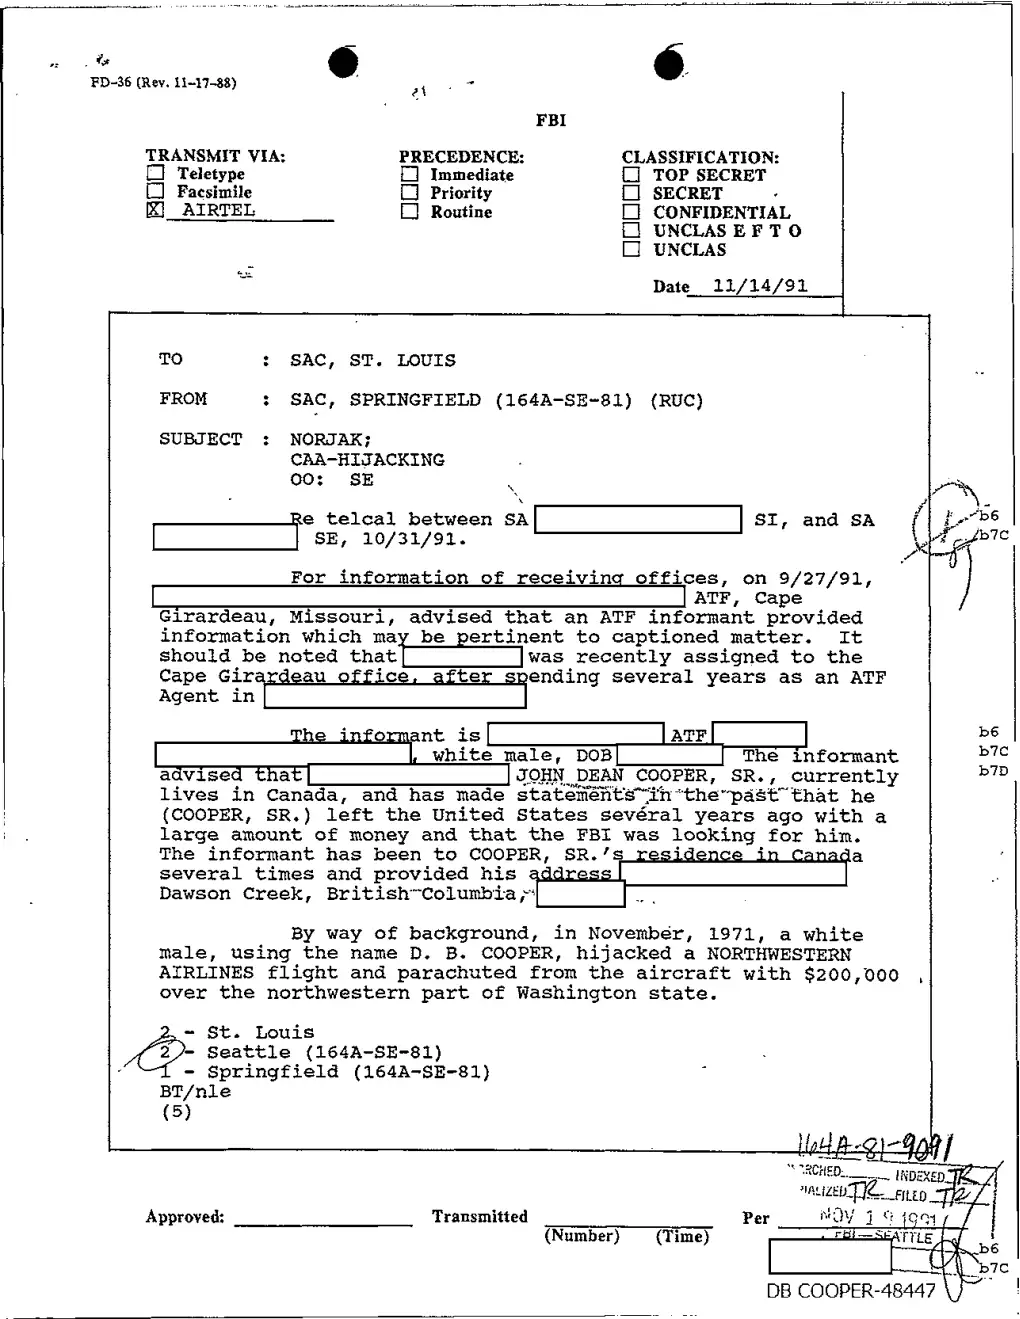 FD-36 (Rev. 11-17-88)
FBI
TRANSMIT VIA:
☐ Teletype
☐ Facsimile
☒ AIRTEL
PRECEDENCE:
☐ Immediate
☐ Priority
☐ Routine
CLASSIFICATION:
☐ TOP SECRET
☐ SECRET
☐ CONFIDENTIAL
☐ UNCLAS E F T O
☐ UNCLAS
Date 11/14/91
TO : SAC, ST. LOUIS
FROM : SAC, SPRINGFIELD (164A-SE-81) (RUC)
SUBJECT : NORJAK;
CAA-HIJACKING
OO: SE
Re telcal between SA SI, and SA
SE, 10/31/91.
b6
b7C
For information of receiving offices, on 9/27/91,
ATF, Cape
Girardeau, Missouri, advised that an ATF informant provided
information which may be pertinent to captioned matter. It
should be noted that was recently assigned to the
Cape Girardeau office, after spending several years as an ATF
Agent in
The informant is ATF
, white male, DOB The informant
advised that JOHN DEAN COOPER, SR., currently
lives in Canada, and has made statements in the past that he
(COOPER, SR.) left the United States several years ago with a
large amount of money and that the FBI was looking for him.
The informant has been to COOPER, SR.'s residence in Canada
several times and provided his address
Dawson Creek, British Columbia,
b6
b7C
b7D
By way of background, in November, 1971, a white
male, using the name D. B. COOPER, hijacked a NORTHWESTERN
AIRLINES flight and parachuted from the aircraft with $200,000
over the northwestern part of Washington state.
2 - St. Louis
2 - Seattle (164A-SE-81)
1 - Springfield (164A-SE-81)
BT/nle
(5)
164A-81-9091
INDEXED TR
TR FILED TR
NOV 19 1991
FBI—SEATTLE
Approved: Transmitted Per
(Number) (Time)
b6
b7C
DB COOPER-48447